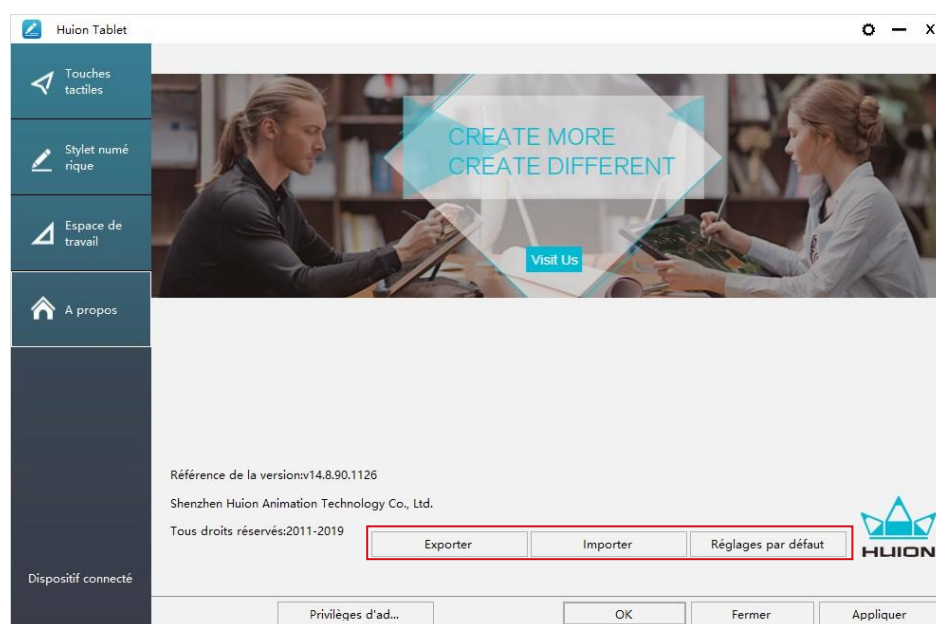 Huion Tablet
Touches
tactiles
Stylet numé
rique
Espace de
travail
A propos
CREATE MORE
CREATE DIFFERENT
Visit Us
Référence de la version:v14.8.90.1126
Shenzhen Huion Animation Technology Co., Ltd.
Tous droits réservés:2011-2019
Exporter
Importer
Réglages par défaut
HUION
Dispositif connecté
Privilèges d'ad...
OK
Fermer
Appliquer